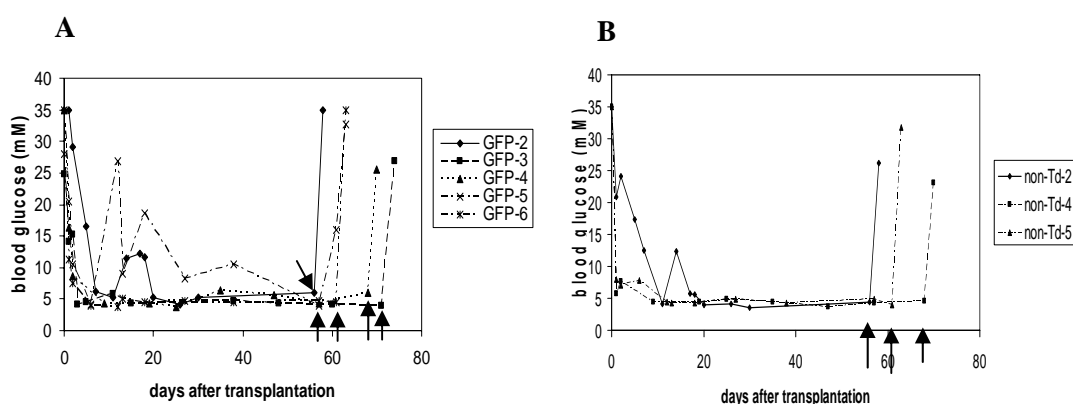 A
blood glucose (mM)
40
35
30
25
20
15
10
5
0
0 20 40 60 80
days after transplantation
GFP-2
GFP-3
GFP-4
GFP-5
GFP-6
B
blood glucose (mM)
40
35
30
25
20
15
10
5
0
0 20 40 60 80
days after transplantation
non-Td-2
non-Td-4
non-Td-5